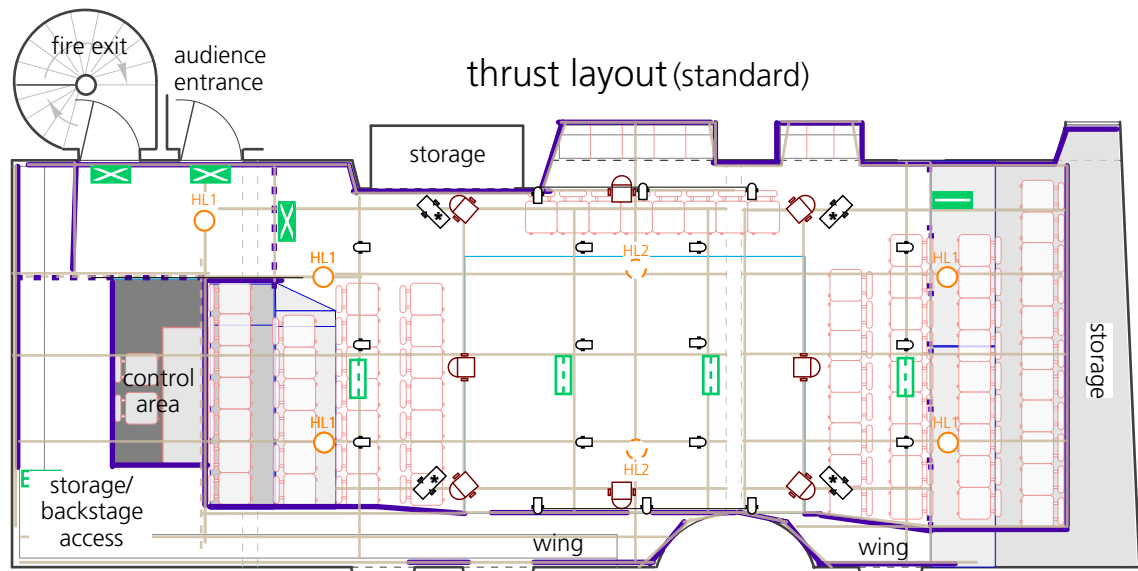 fire exit
audience
entrance
thrust layout (standard)
storage
HL1
HL1
HL2
HL1
storage
control
area
HL1
HL1
HL2
E
storage/
backstage
access
wing
wing